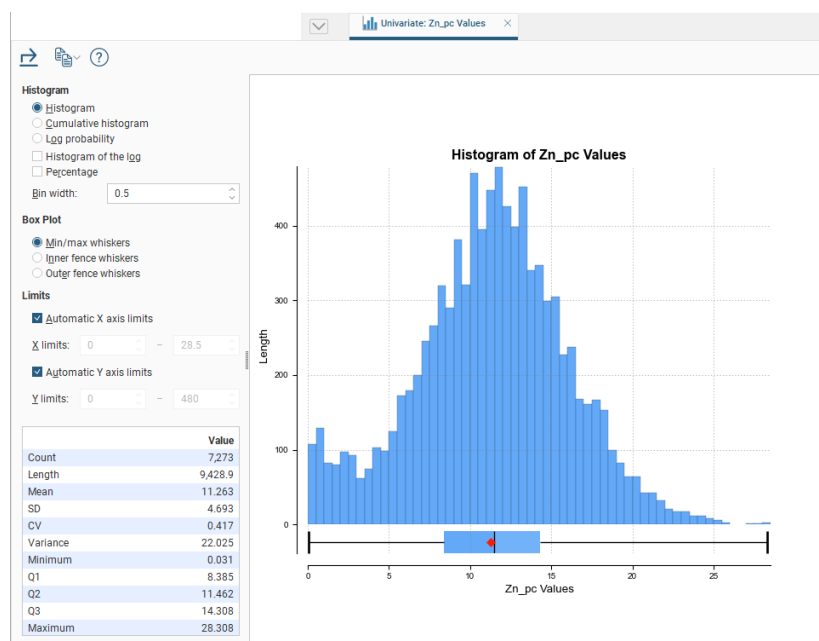 Univariate: Zn_pc Values
Histogram
Histogram
Cumulative histogram
Log probability
Histogram of the log
Percentage
Bin width: 0.5
Box Plot
Min/max whiskers
Inner fence whiskers
Outer fence whiskers
Limits
Automatic X axis limits
X limits: 0 – 28.5
Automatic Y axis limits
Y limits: 0 – 480
Value
Count 7,273
Length 9,428.9
Mean 11.263
SD 4.693
CV 0.417
Variance 22.025
Minimum 0.031
Q1 8.385
Q2 11.462
Q3 14.308
Maximum 28.308
Histogram of Zn_pc Values
400
300
200
100
0
Length
0 5 10 15 20 25
Zn_pc Values